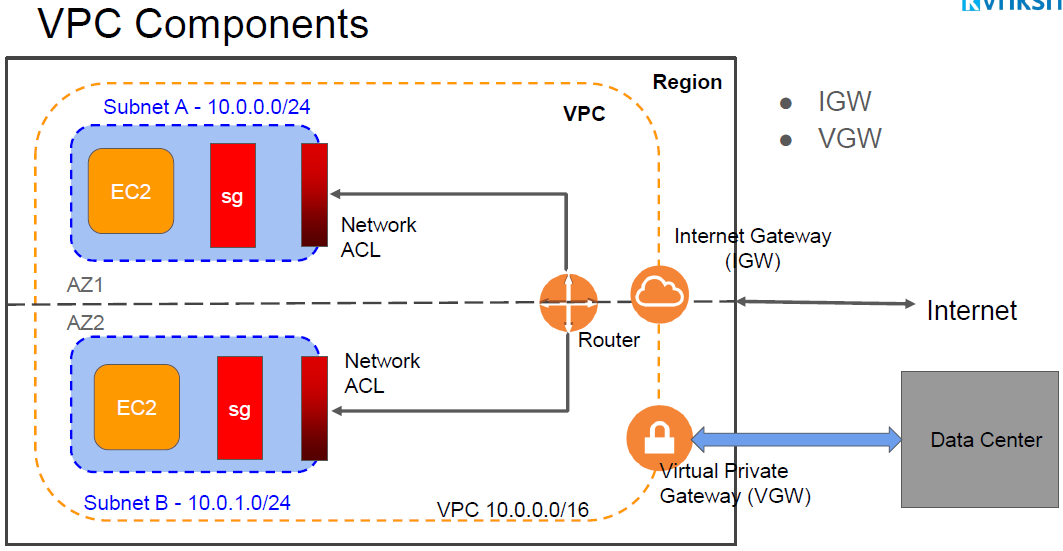 VPC Components
Region
VPC
Subnet A - 10.0.0.0/24
EC2
sg
Network
ACL
AZ1
AZ2
Router
Internet Gateway
(IGW)
Internet
Network
ACL
EC2
sg
Subnet B - 10.0.1.0/24
VPC 10.0.0.0/16
Virtual Private
Gateway (VGW)
Data Center
● IGW
● VGW